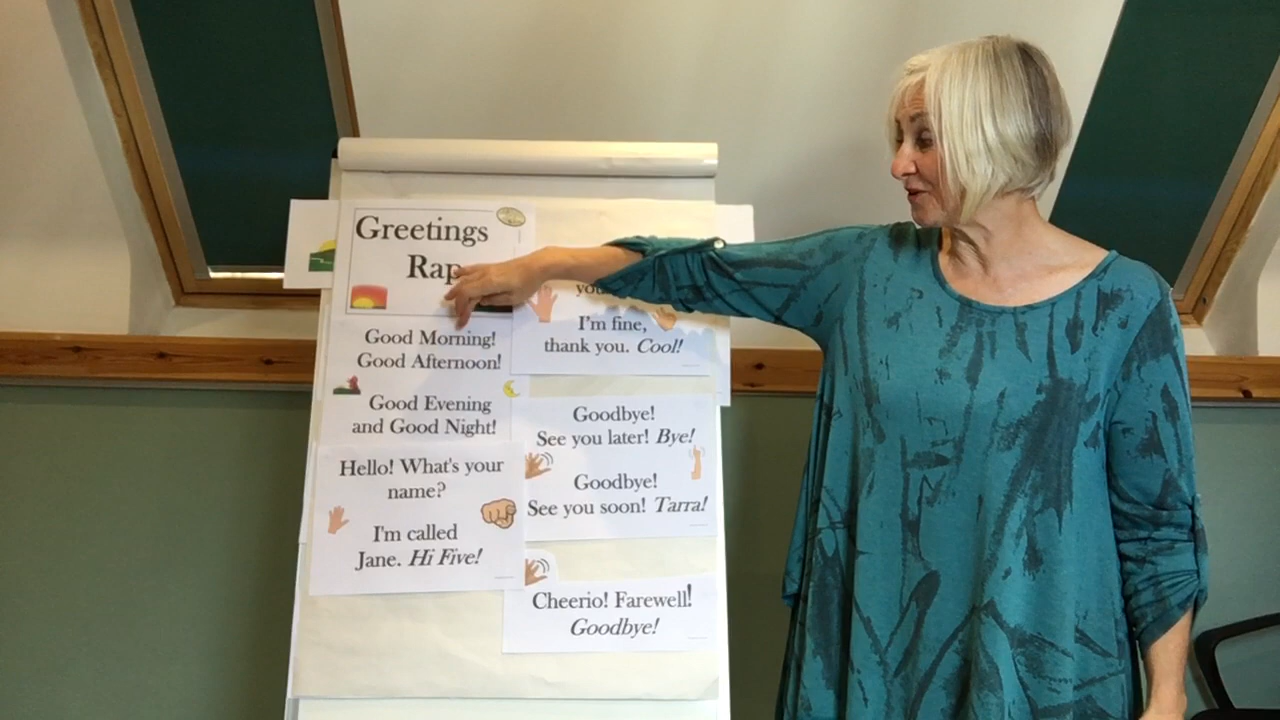 Greetings
Rap
Good Morning!
Good Afternoon!
Good Evening
and Good Night!
Hello! What's your
name?
I'm called
Jane. Hi Five!
you
I'm fine,
thank you. Cool!
Goodbye!
See you later! Bye!
Goodbye!
See you soon! Tarra!
Cheerio! Farewell!
Goodbye!